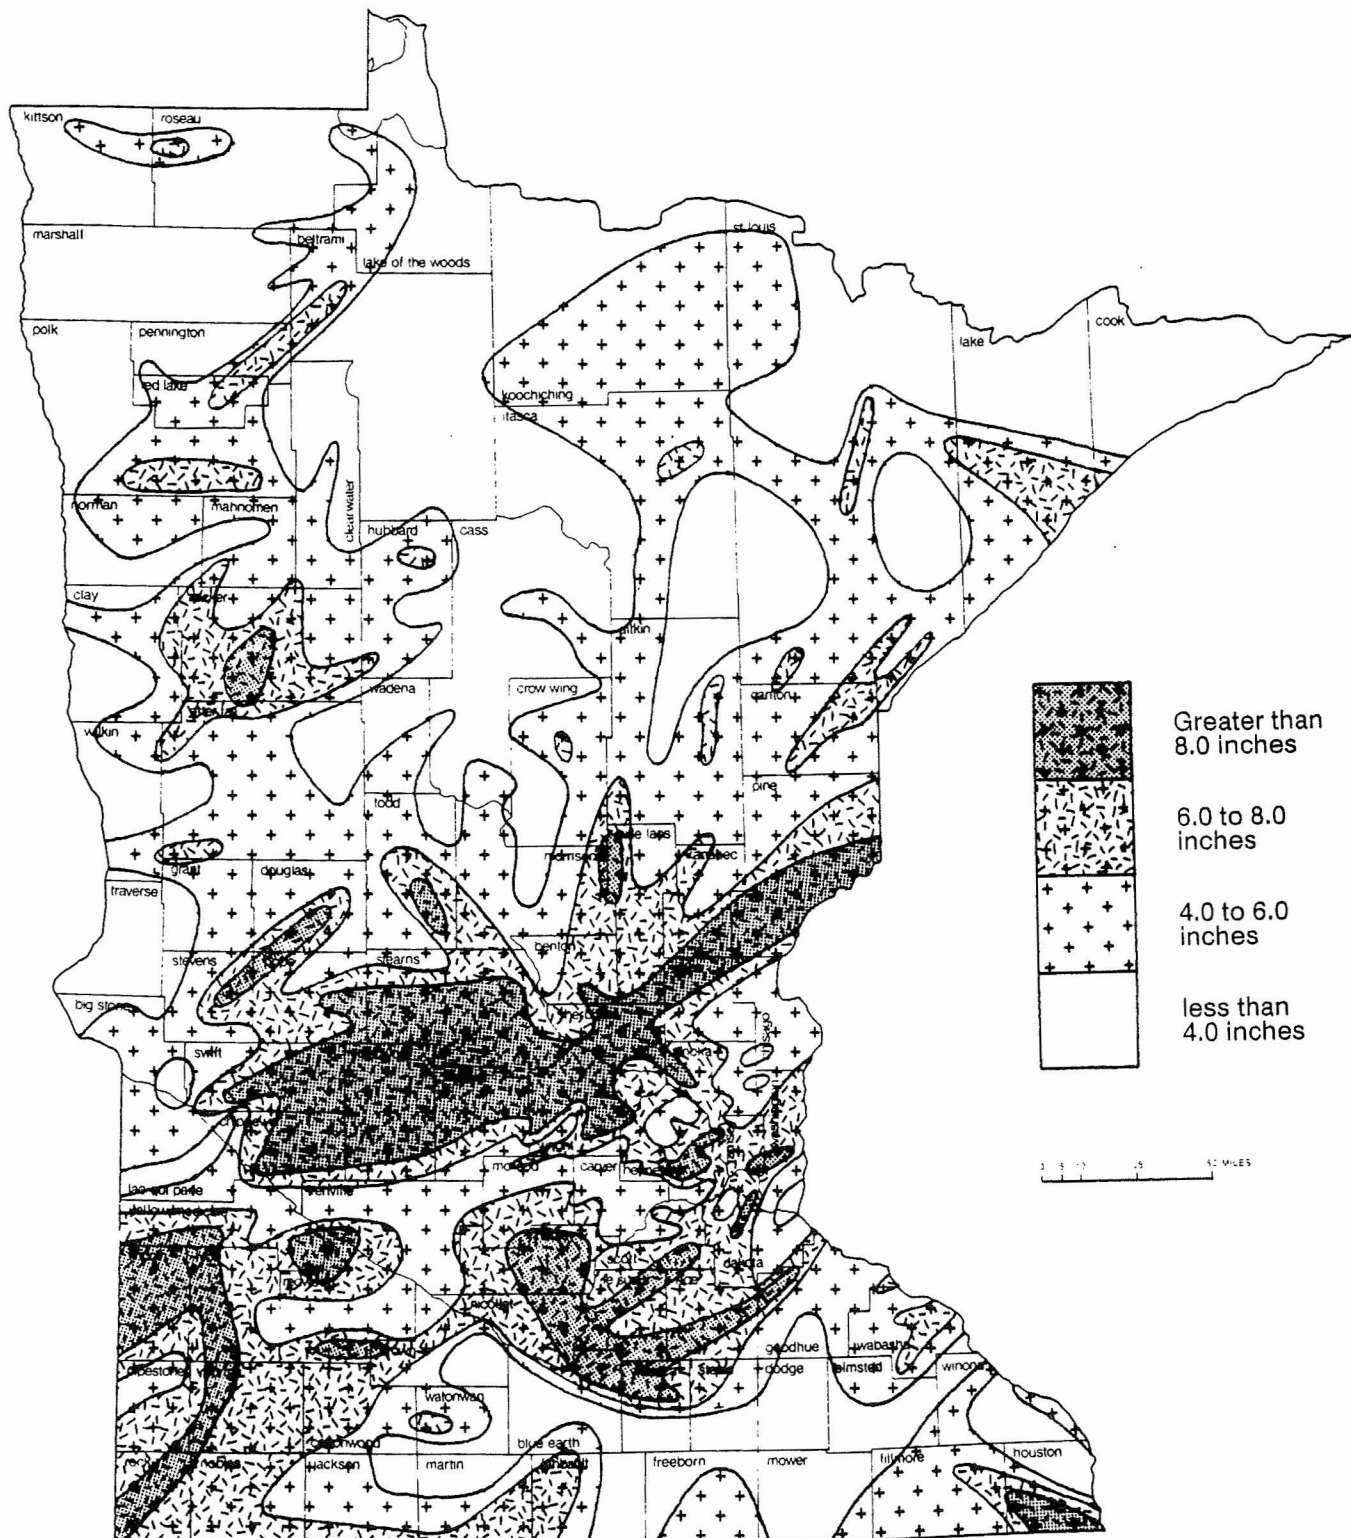 kittson
roseau
marshall
beltrami
lake of the woods
st. louis
polk
pennington
lake
cook
red lake
koochiching
itasca
norman
mahnomen
clearwater
hubbard
cass
clay
aitkin
wadena
crow wing
carlton
wilkin
pine
todd
grant
douglas
traverse
benton
stevens
stearns
big stone
swift
carver
lac qui parle
renville
scott
dakota
nicollet
goodhue
wabasha
dodge
olmsted
winona
watonwan
cottonwood
blue earth
rock
nobles
jackson
martin
freeborn
mower
fillmore
houston
Greater than
8.0 inches
6.0 to 8.0
inches
4.0 to 6.0
inches
less than
4.0 inches